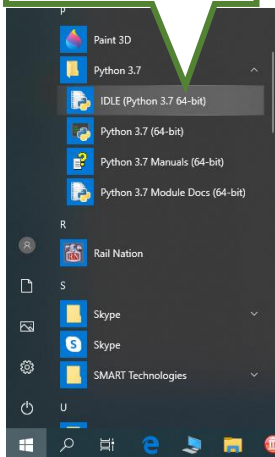 P
Paint 3D
Python 3.7
IDLE (Python 3.7 64-bit)
Python 3.7 (64-bit)
Python 3.7 Manuals (64-bit)
Python 3.7 Module Docs (64-bit)
R
Rail Nation
S
Skype
S Skype
SMART Technologies
U